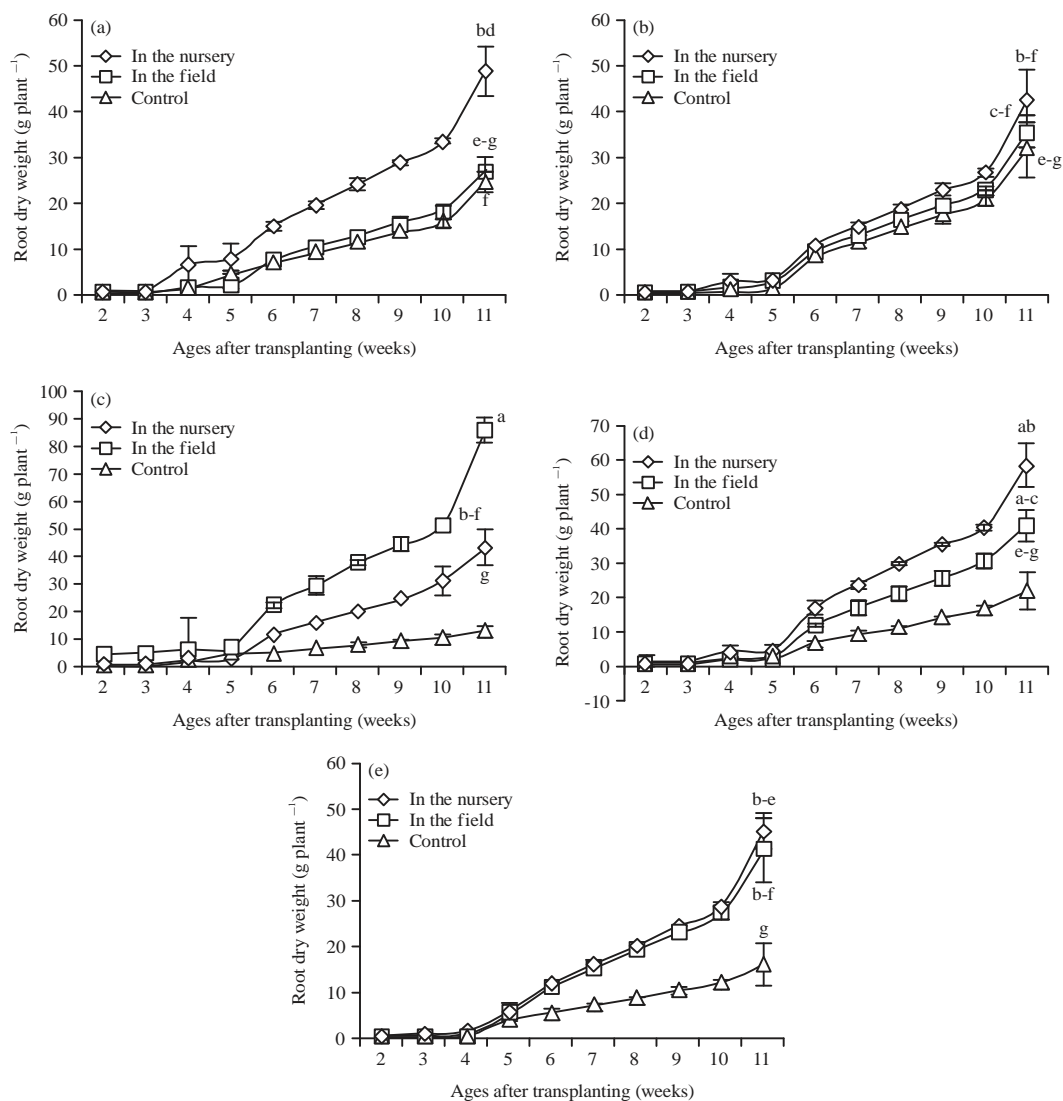 (a)
In the nursery
In the field
Control
Root dry weight (g plant ⁻¹)
60
50
40
30
20
10
0
bd
e-g
f
2 3 4 5 6 7 8 9 10 11
Ages after transplanting (weeks)
(b)
In the nursery
In the field
Control
Root dry weight (g plant ⁻¹)
60
50
40
30
20
10
0
b-f
c-f
e-g
2 3 4 5 6 7 8 9 10 11
Ages after transplanting (weeks)
(c)
In the nursery
In the field
Control
Root dry weight (g plant ⁻¹)
100
90
80
70
60
50
40
30
20
10
0
a
b-f
g
2 3 4 5 6 7 8 9 10 11
Ages after transplanting (weeks)
(d)
In the nursery
In the field
Control
Root dry weight (g plant ⁻¹)
70
60
50
40
30
20
10
0
-10
ab
a-c
e-g
2 3 4 5 6 7 8 9 10 11
Ages after transplanting (weeks)
(e)
In the nursery
In the field
Control
Root dry weight (g plant ⁻¹)
60
50
40
30
20
10
0
b-e
b-f
g
2 3 4 5 6 7 8 9 10 11
Ages after transplanting (weeks)